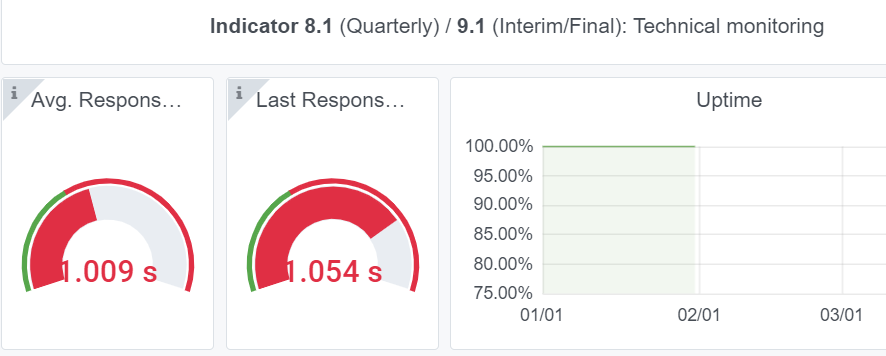 Indicator 8.1 (Quarterly) / 9.1 (Interim/Final): Technical monitoring
i
Avg. Respons…
1.009 s
i
Last Respons…
1.054 s
Uptime
100.00%
95.00%
90.00%
85.00%
80.00%
75.00%
01/01 02/01 03/01